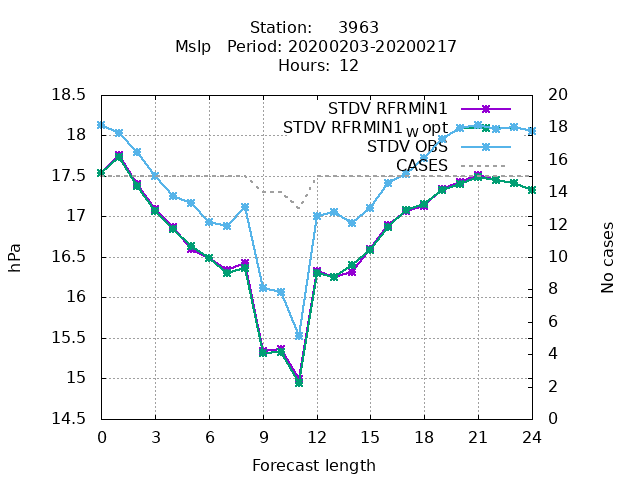 Station:     3963
Mslp   Period: 20200203-20200217
Hours:  12
18.5
18
17.5
17
16.5
16
15.5
15
14.5
hPa
20
18
16
14
12
10
8
6
4
2
0
No cases
STDV RFRMIN1
STDV RFRMIN1_W opt
STDV OBS
CASES
0 3 6 9 12 15 18 21 24
Forecast length